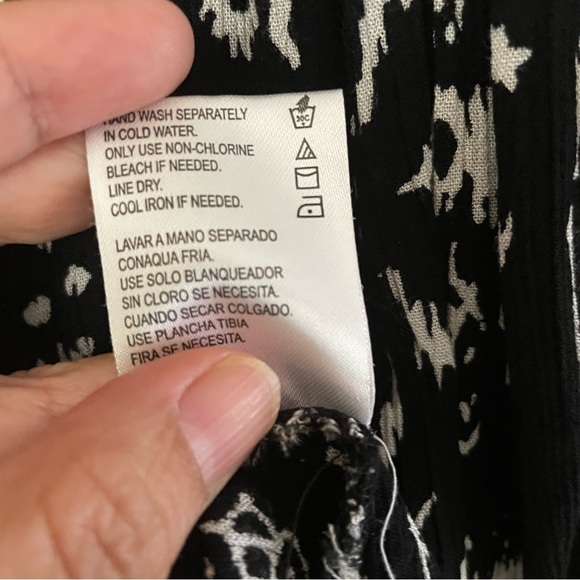 HAND WASH SEPARATELY
IN COLD WATER.
ONLY USE NON-CHLORINE
BLEACH IF NEEDED.
LINE DRY.
COOL IRON IF NEEDED.
30C
LAVAR A MANO SEPARADO
CONAQUA FRIA.
USE SOLO BLANQUEADOR
SIN CLORO SE NECESITA.
CUANDO SECAR COLGADO.
USE PLANCHA TIBIA
FIRA SE NECESITA.